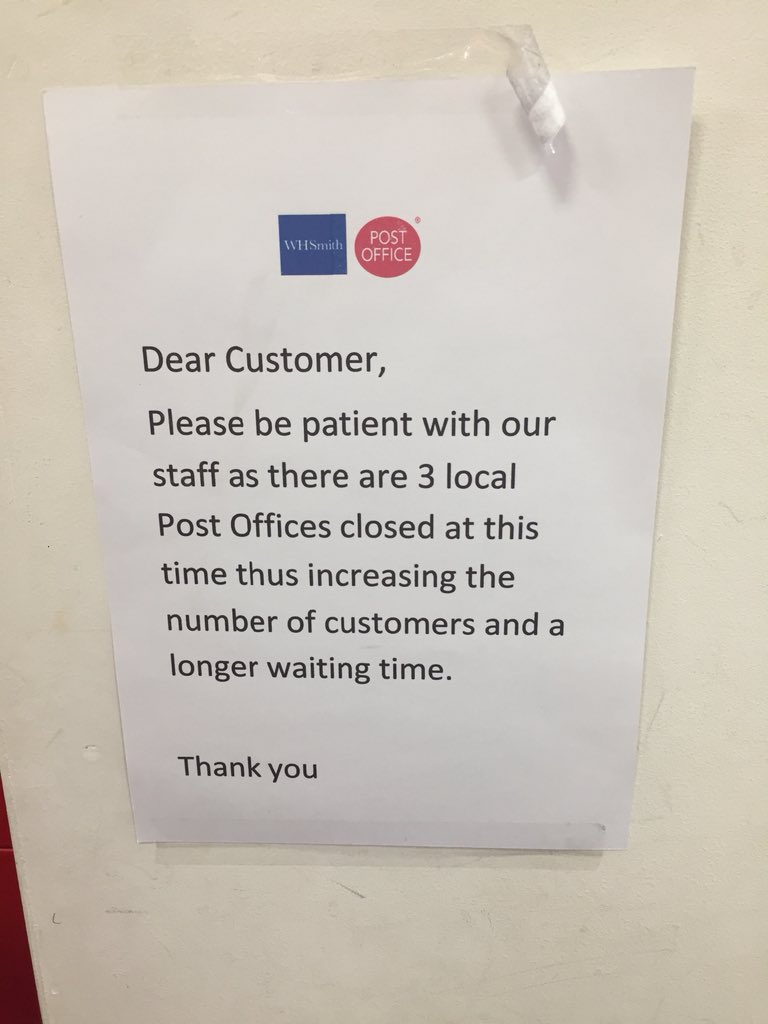 WHSmith
POST
OFFICE
®
Dear Customer,
Please be patient with our
staff as there are 3 local
Post Offices closed at this
time thus increasing the
number of customers and a
longer waiting time.
Thank you